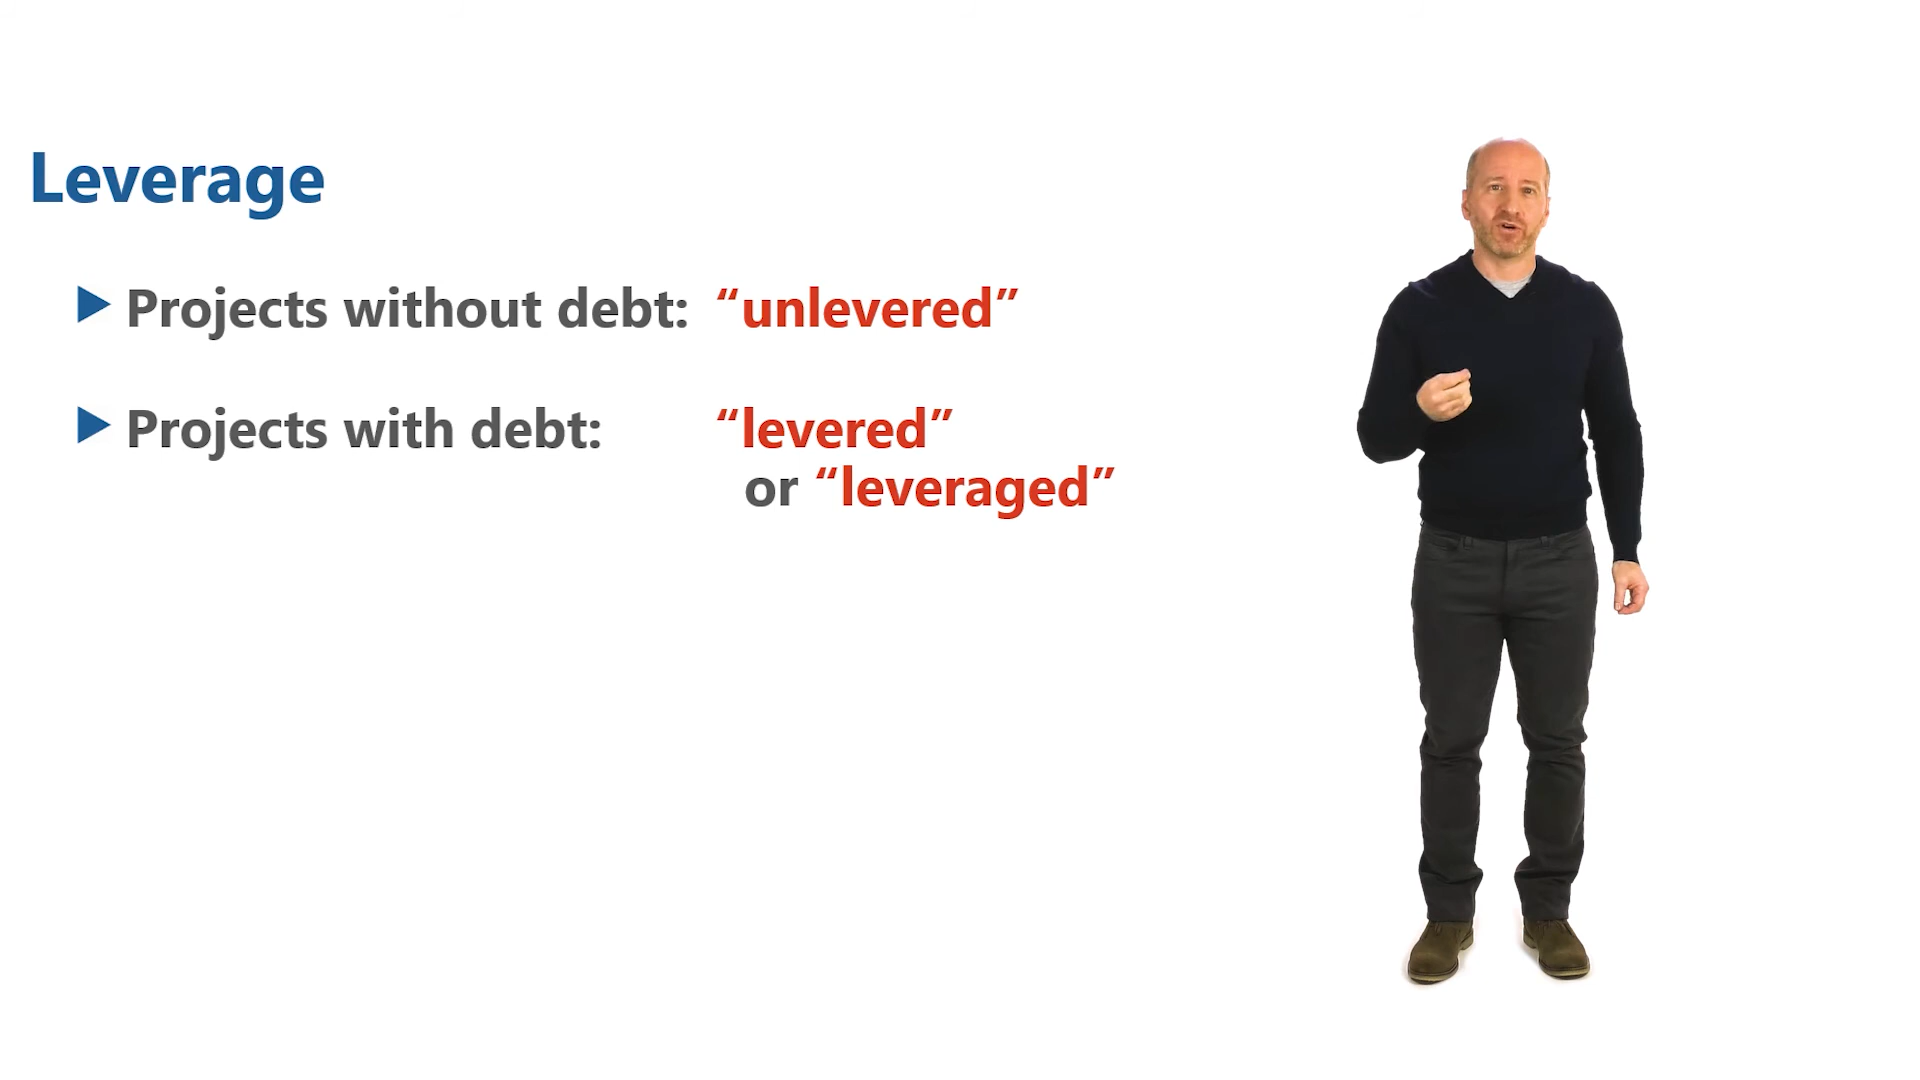 Leverage
Projects without debt: “unlevered”
Projects with debt: “levered”
or “leveraged”